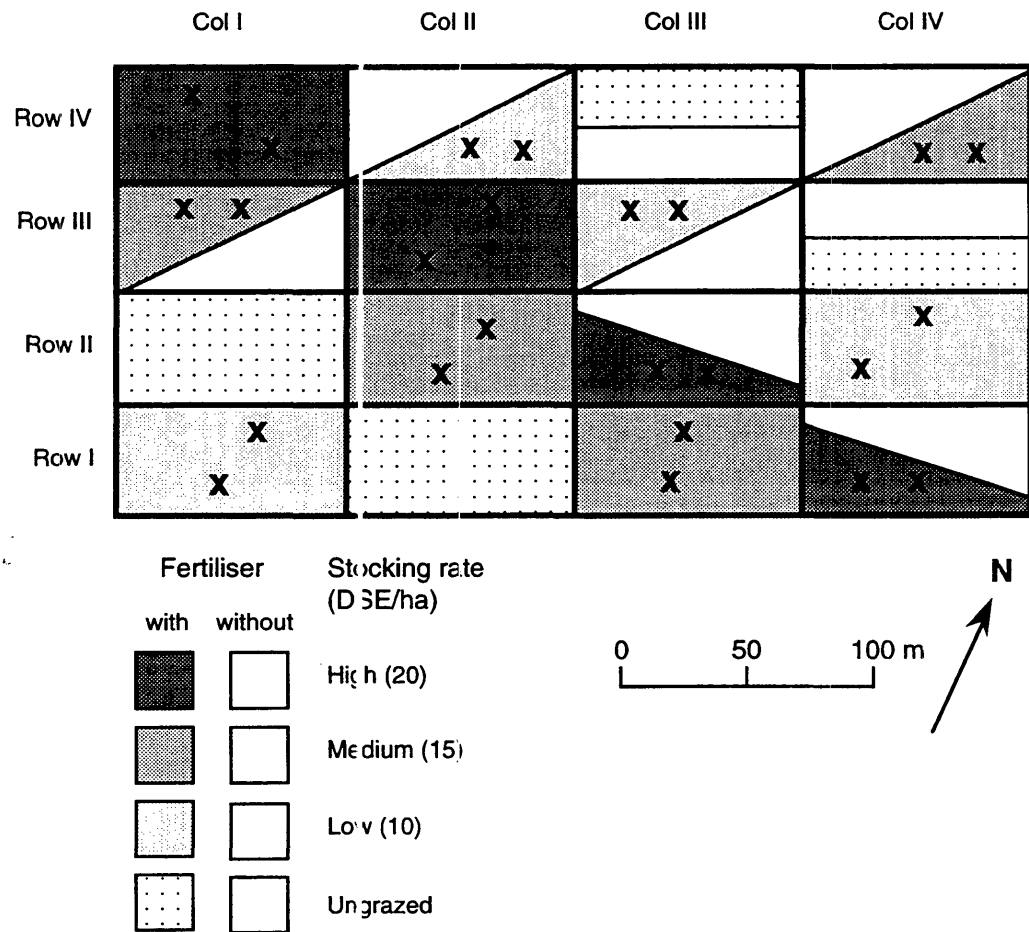 Col I Col II Col III Col IV
Row IV
X X X X X X
Row III
X X X X X X
Row II
X X X X X X
Row I
X X X X X X
Fertiliser Stocking rate
(DSE/ha)
with without
High (20)
Medium (15)
Low (10)
Ungrazed
N
0 50 100 m